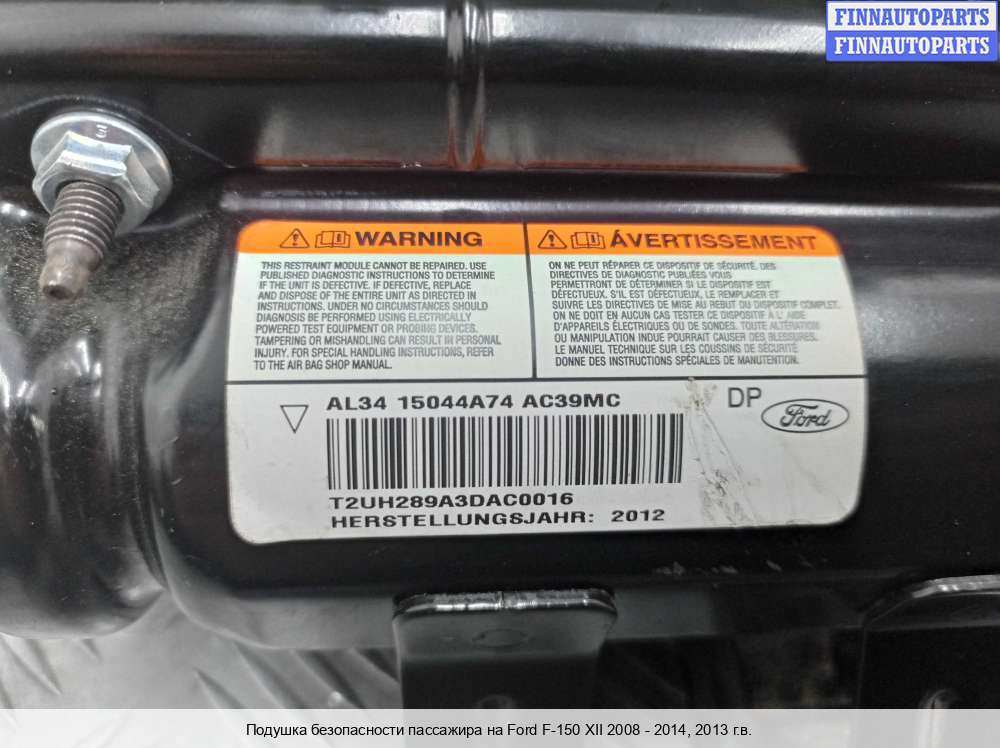 FINNAUTOPARTS
FINNAUTOPARTS
3
WARNING
THIS RESTRAINT MODULE CANNOT BE REPAIRED. USE
PUBLISHED DIAGNOSTIC INSTRUCTIONS TO DETERMINE
IF THE UNIT IS DEFECTIVE. IF DEFECTIVE, REPLACE
AND DISPOSE OF THE ENTIRE UNIT AS DIRECTED IN
INSTRUCTIONS. UNDER NO CIRCUMSTANCES SHOULD
DIAGNOSIS BE PERFORMED USING ELECTRICALLY
POWERED TEST EQUIPMENT OR PROBING DEVICES.
TAMPERING OR MISHANDLING CAN RESULT IN PERSONAL
INJURY. FOR SPECIAL HANDLING INSTRUCTIONS, REFER
TO THE AIR BAG SHOP MANUAL.
ÁVERTISSEMENT
ON NE PEUT RÉPARER CE DISPOSITIF DE SÉCURITÉ, DES
DIRECTIVES DE DIAGNOSTIC PUBLIÉES VOUS
PERMETTRONT DE DÉTERMINER SI LE DISPOSITIF EST
DÉFECTUEUX. S'IL EST DÉFECTUEUX, LE REMPLACER ET
SUIVRE LES DIRECTIVES DE MISE AU REBUT DU DISPOSITIF COMPLET.
ON NE DOIT EN AUCUN CAS TESTER CE DISPOSITIF À L' AIDE
D'APPAREILS ÉLECTRIQUES OU DE SONDES. TOUTE ALTÉRATION
OU MANIPULATION INDUE POURRAIT CAUSER DES BLESSURES.
LE MANUEL TECHNIQUE SUR LES COUSSINS DE SÉCURITÉ
DONNE DES INSTRUCTIONS SPÉCIALES DE MANUTENTION.
AL34 15044A74 AC39MC
DP
Ford
T2UH289A3DAC0016
HERSTELLUNGSJAHR: 2012
Подушка безопасности пассажира на Ford F-150 XII 2008 - 2014, 2013 г.в.